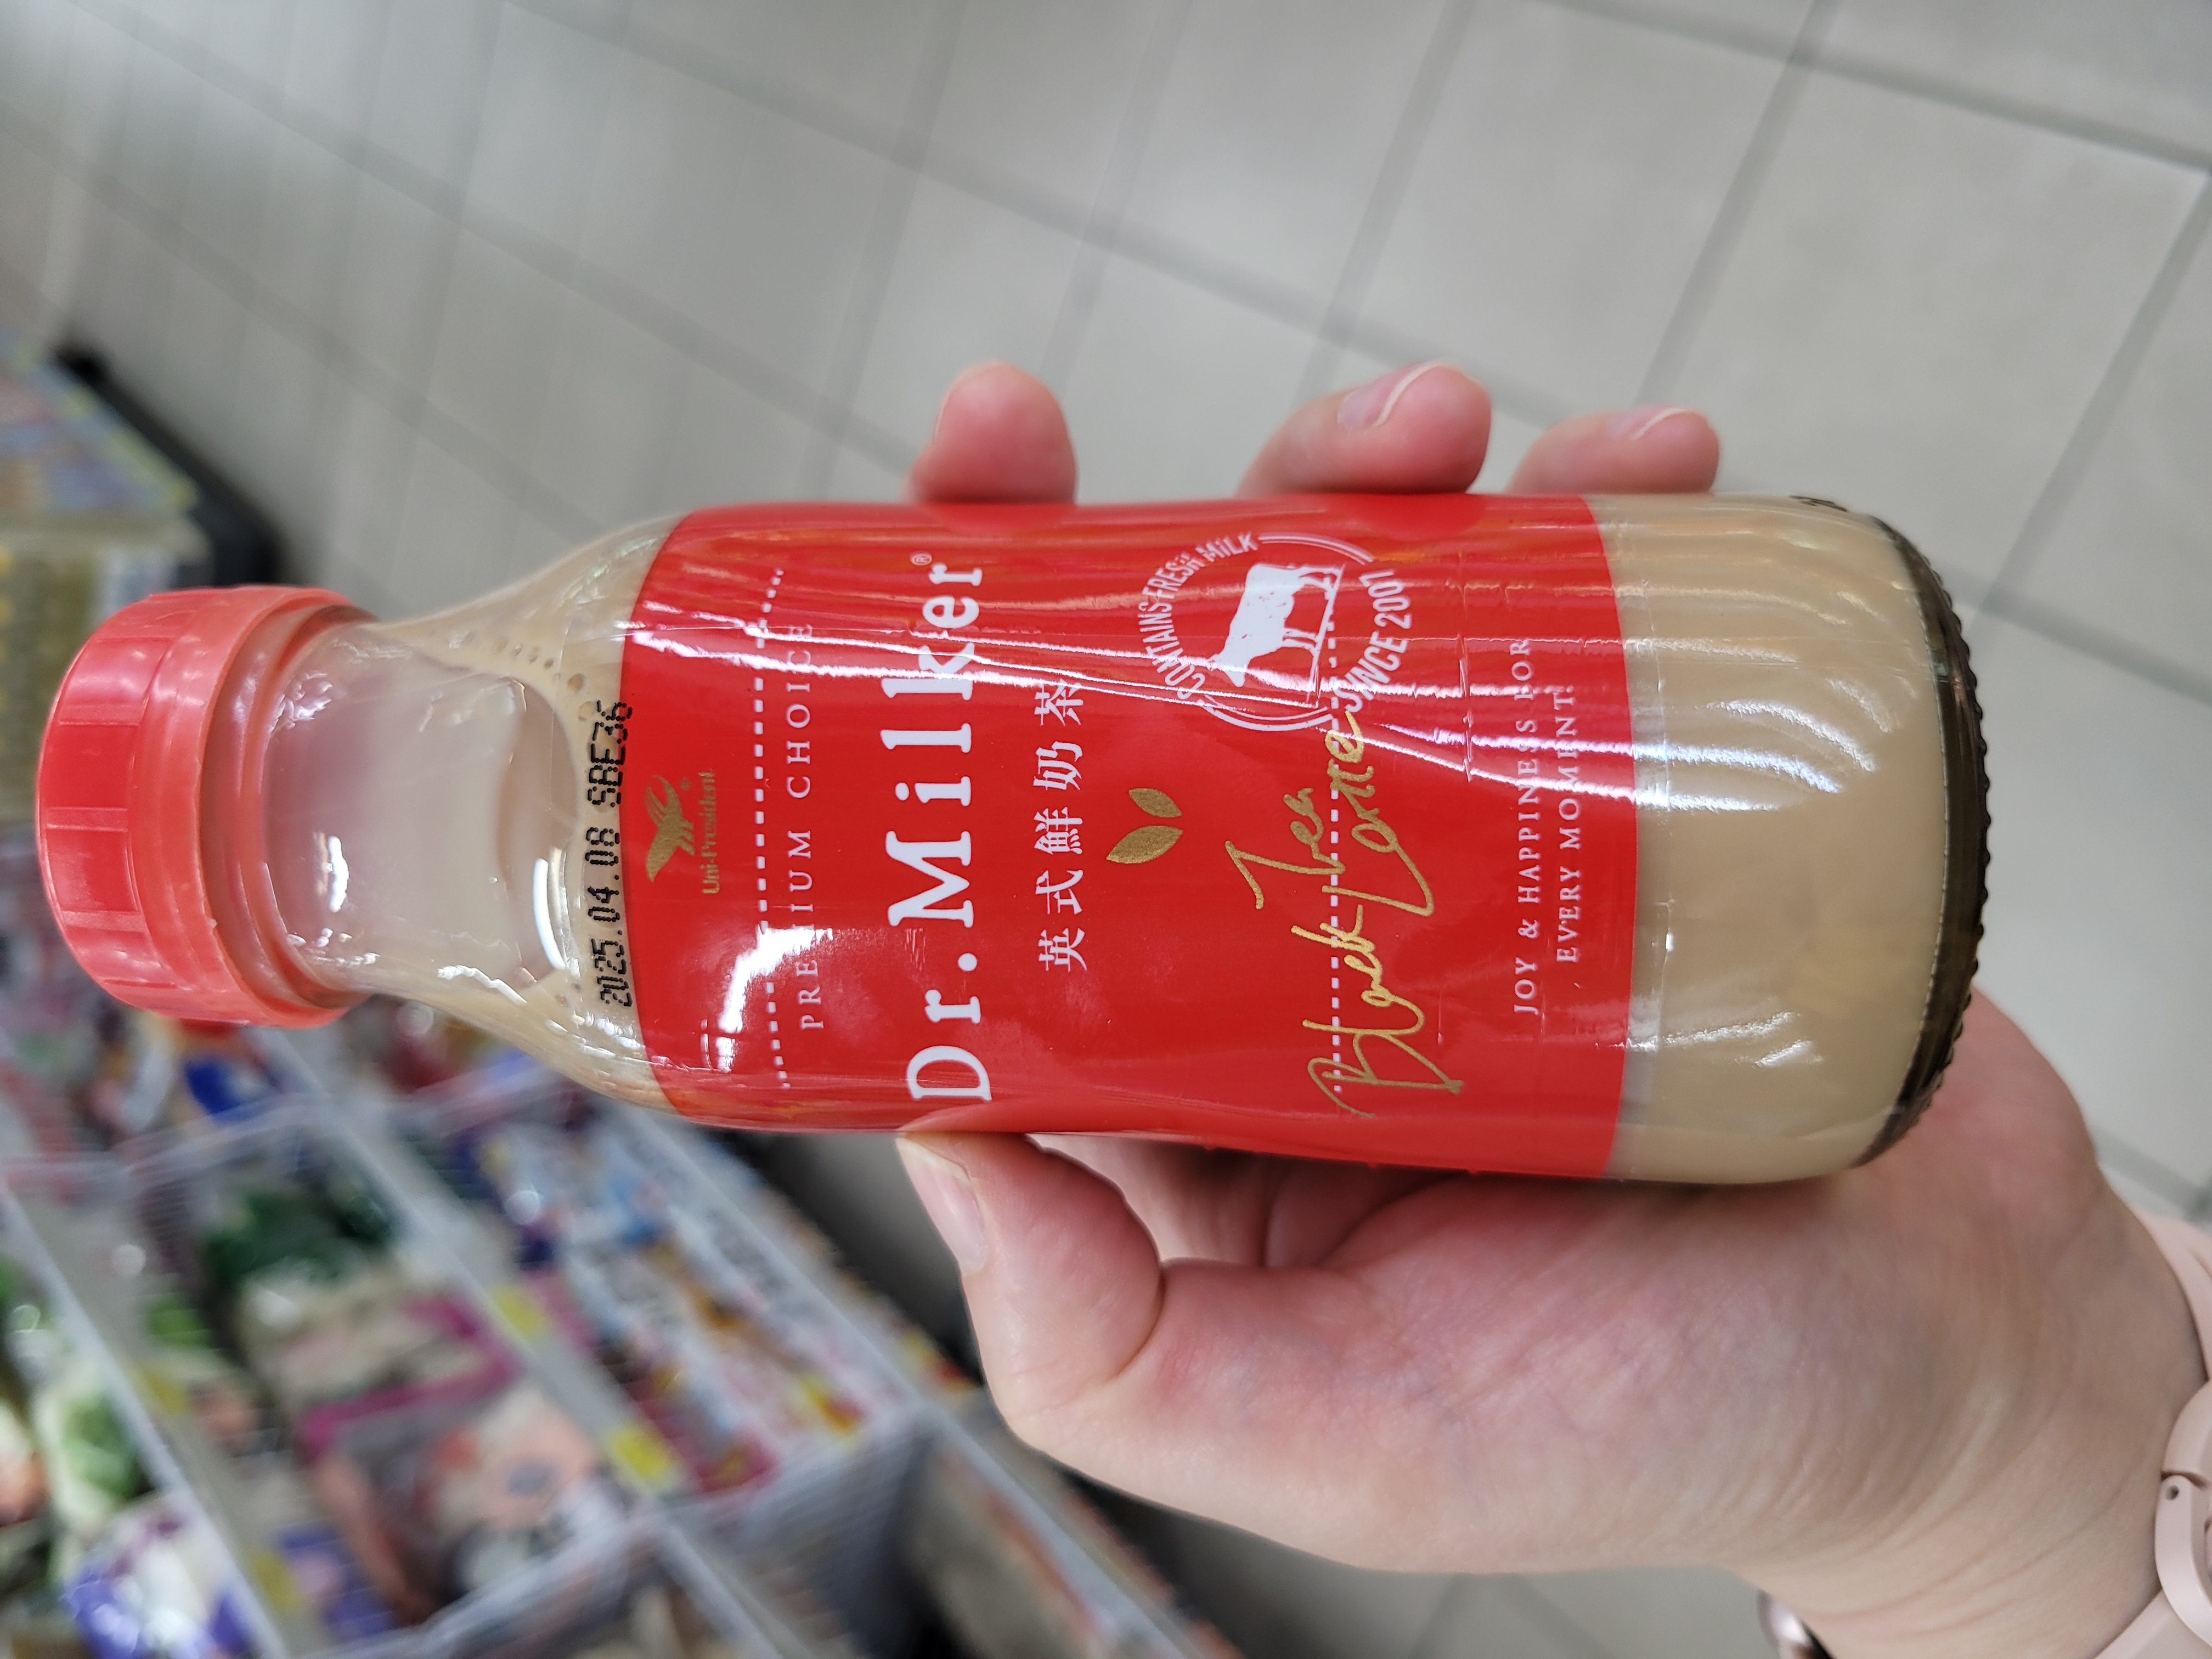 2025.04.08 SBE36
Uni-President®
PREMIUM CHOICE
Dr.Milker®
英式鮮奶茶
CONTAINS FRESH MILK
SINCE 2001
Black Tea
Latte
JOY & HAPPINESS FOR
EVERY MOMENT!